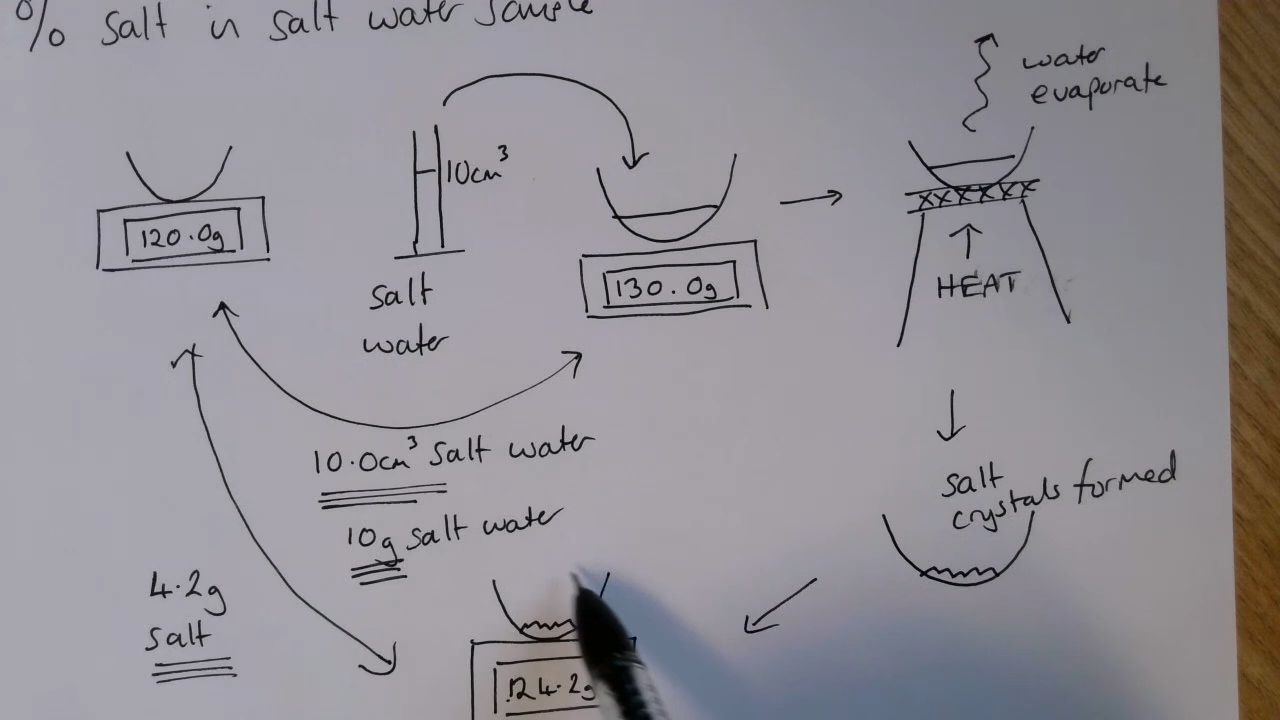 % salt in salt water sample
water
evaporate
10cm³
120.0g
130.0g
HEAT
salt
water
10.0cm³ salt water
salt
crystals formed
10g salt water
4.2g
salt
124.2g